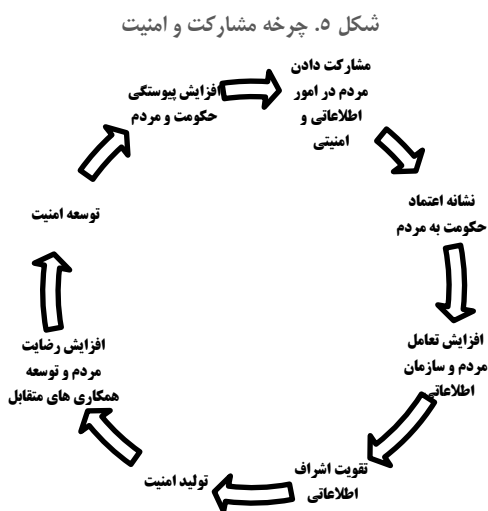 شکل ۵. چرخه مشارکت و امنیت
مشارکت دادن
مردم در امور
اطلاعاتی و
امنیتی
نشانه اعتماد
حکومت به مردم
افزایش تعامل
مردم و سازمان
اطلاعاتی
تقویت اشراف
اطلاعاتی
تولید امنیت
افزایش رضایت
مردم و توسعه
همکاری های متقابل
توسعه امنیت
افزایش پیوستگی
حکومت و مردم